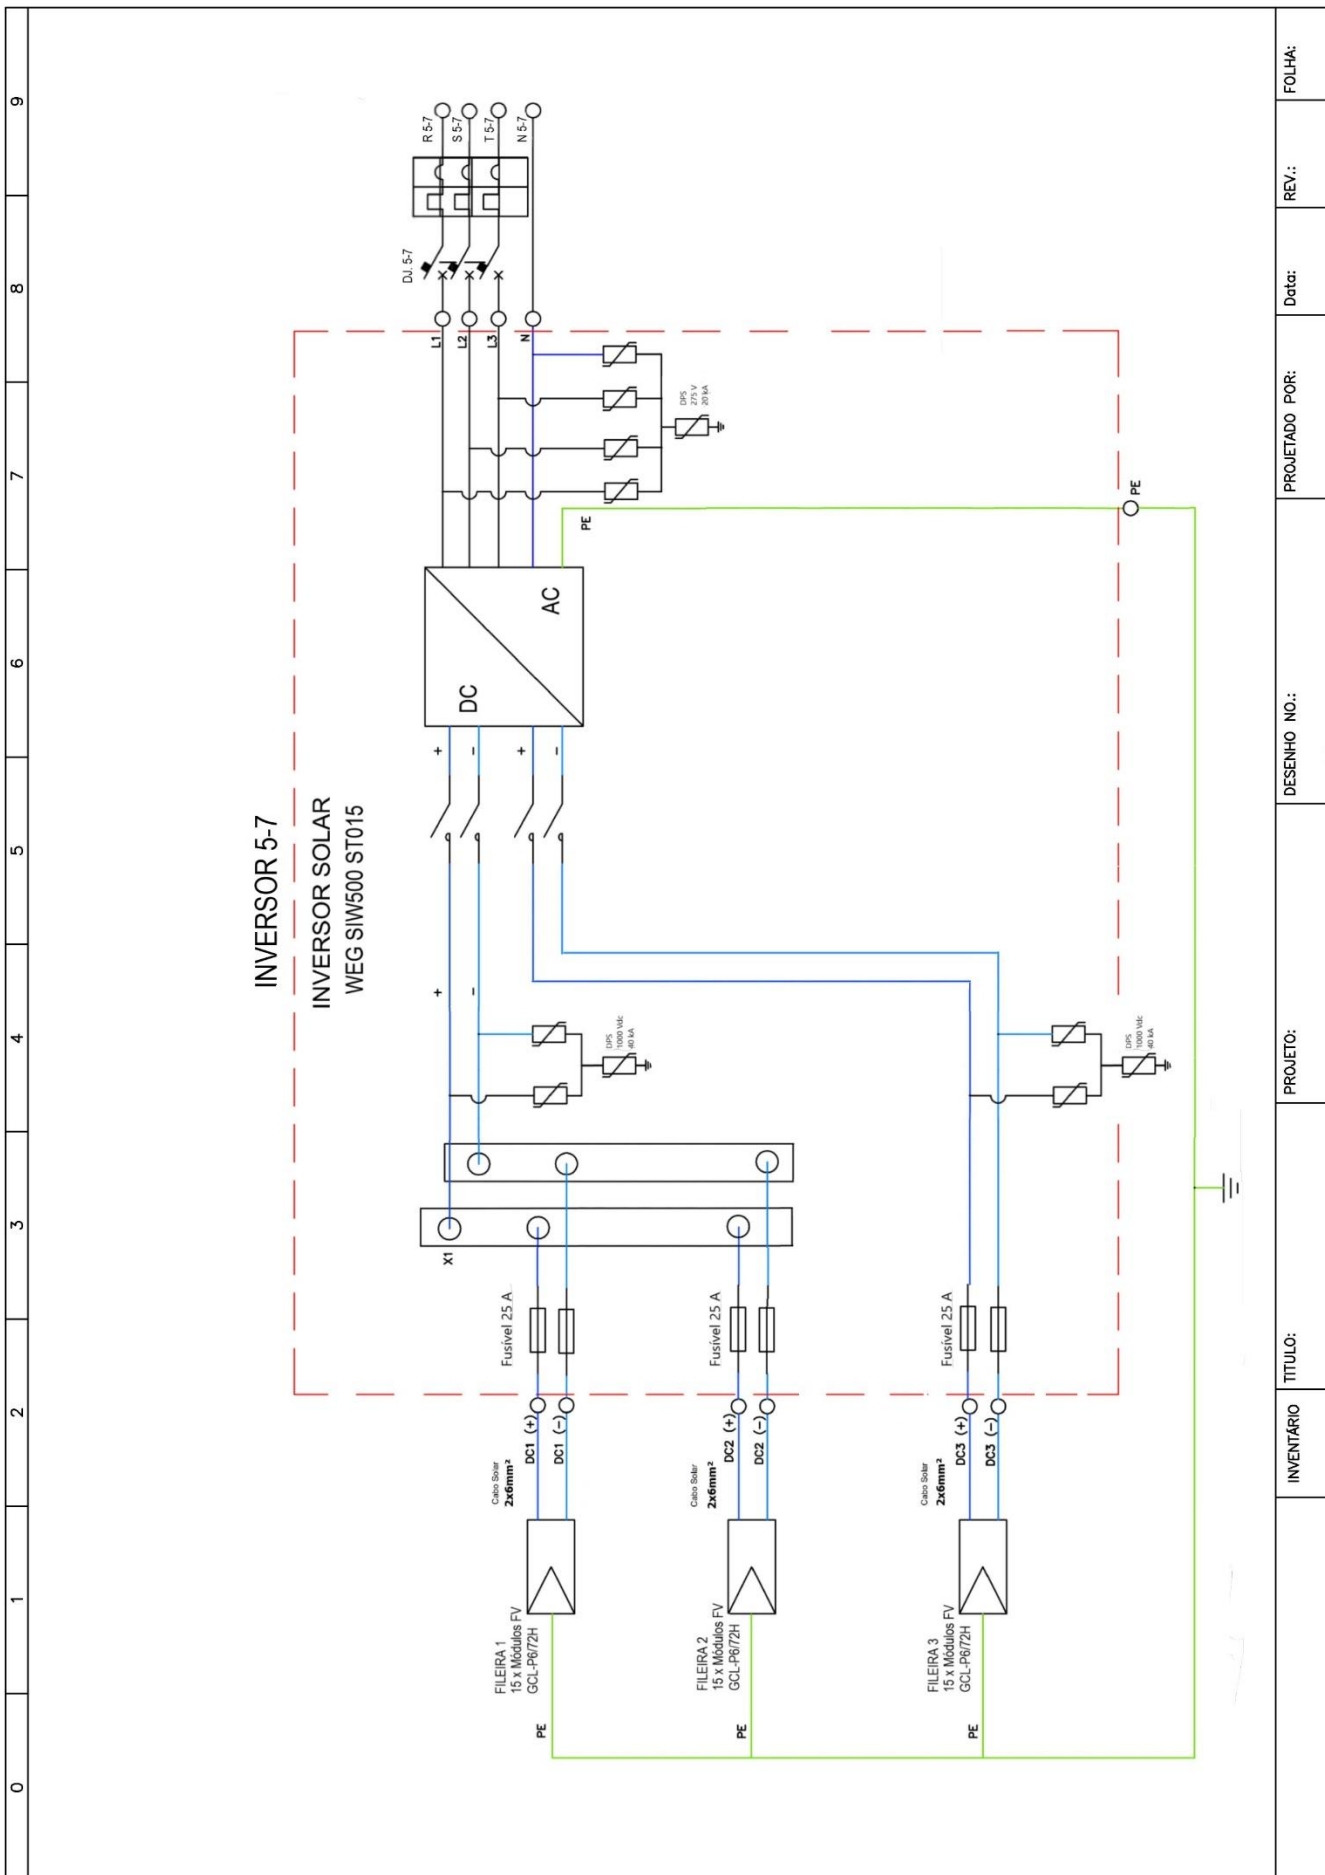 0 1 2 3 4 5 6 7 8 9
INVERSOR 5-7
INVERSOR SOLAR
WEG SIW500 ST015
FILEIRA 1
15 x Módulos FV
GCL-P6/72H
PE
Cabo Solar
2x6mm²
DC1 (+)
DC1 (-)
Fusível 25 A
FILEIRA 2
15 x Módulos FV
GCL-P6/72H
PE
Cabo Solar
2x6mm²
DC2 (+)
DC2 (-)
Fusível 25 A
FILEIRA 3
15 x Módulos FV
GCL-P6/72H
PE
Cabo Solar
2x6mm²
DC3 (+)
DC3 (-)
Fusível 25 A
X1
+
-
DPS
1000 Vdc
40 kA
DPS
1000 Vdc
40 kA
+
-
+
-
DC
AC
PE
DPS
275 V
20 kA
L1
L2
L3
N
DJ. 5-7
R 5-7
S 5-7
T 5-7
N 5-7
PE
INVENTÁRIO
TITULO:
PROJETO:
DESENHO NO.:
PROJETADO POR:
Data:
REV.:
FOLHA: